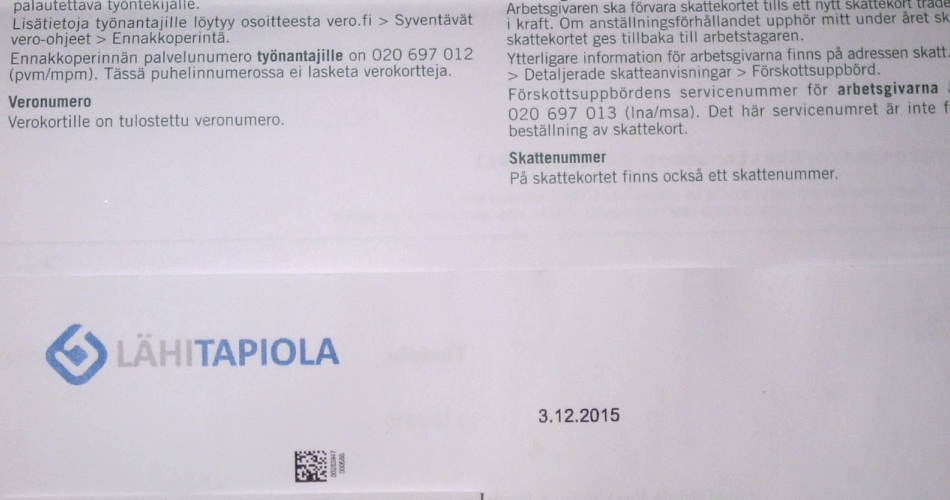 palautettava työntekijälle.
Lisätietoja työnantajille löytyy osoitteesta vero.fi > Syventävät
vero-ohjeet > Ennakkoperintä.
Ennakkoperinnän palvelunumero työnantajille on 020 697 012
(pvm/mpm). Tässä puhelinnumerossa ei lasketa verokortteja.
Veronumero
Verokortille on tulostettu veronumero.
Arbetsgivaren ska förvara skattekortet tills ett nytt skattekort
i kraft. Om anställningsförhållandet upphör mitt under året
skattekortet ges tillbaka till arbetstagaren.
Ytterligare information för arbetsgivarna finns på adressen skatt.
> Detaljerade skatteanvisningar > Förskottsuppbörd.
Förskottsuppbördens servicenummer för arbetsgivarna
020 697 013 (lna/msa). Det här servicenumret är inte
beställning av skattekort.
Skattenummer
På skattekortet finns också ett skattenummer.
LÄHITAPIOLA
3.12.2015